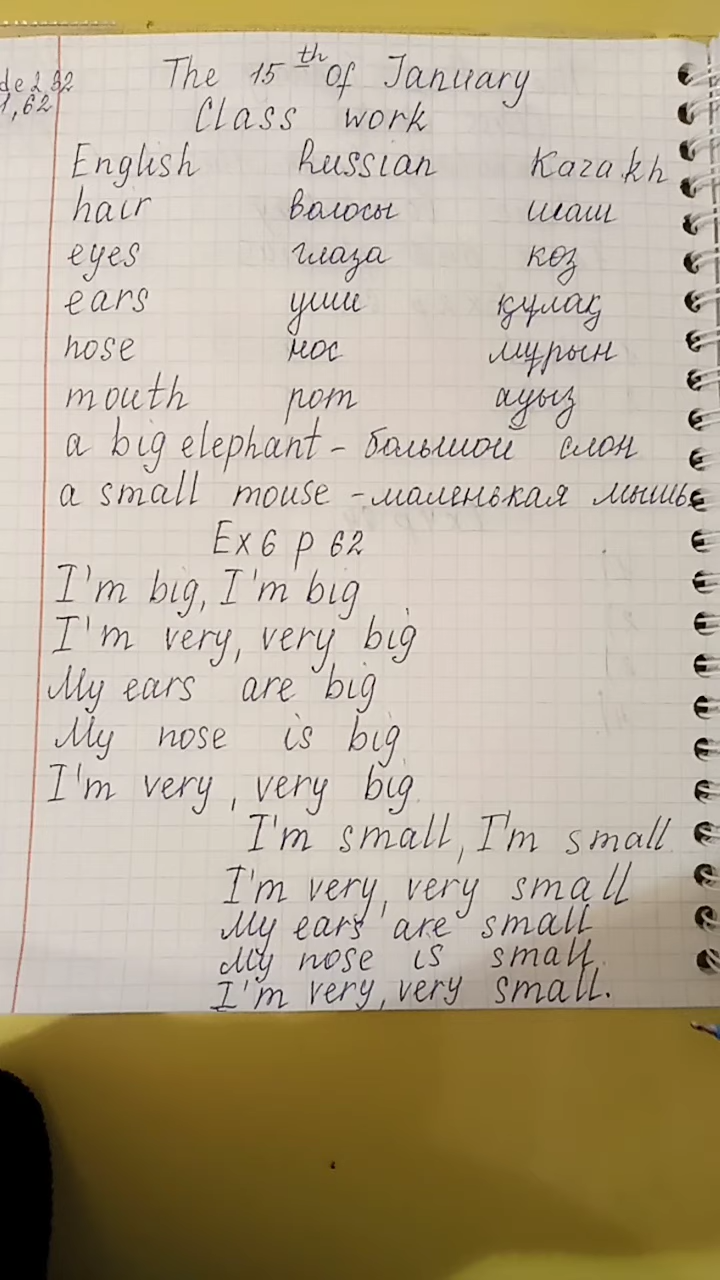 The 15th of January
Class work
English Russian Kazakh
hair волосы шаш
eyes глаза көз
ears уши құлақ
nose нос мұрын
mouth рот ауыз
a big elephant - большой слон
a small mouse - маленькая мышь
Ex 6 p 62
I'm big, I'm big
I'm very, very big
My ears are big
My nose is big
I'm very, very big
I'm small, I'm small
I'm very, very small
My ears are small
My nose is small.
I'm very, very small.